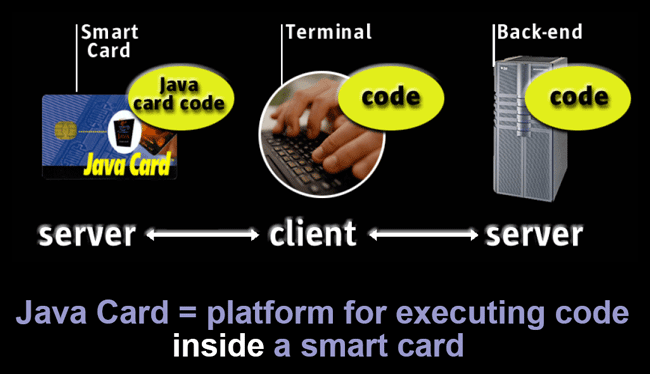 Smart
Card
Terminal
Back-end
Java
card code
code
code
Java Card
server
client
server
Java Card = platform for executing code
inside a smart card